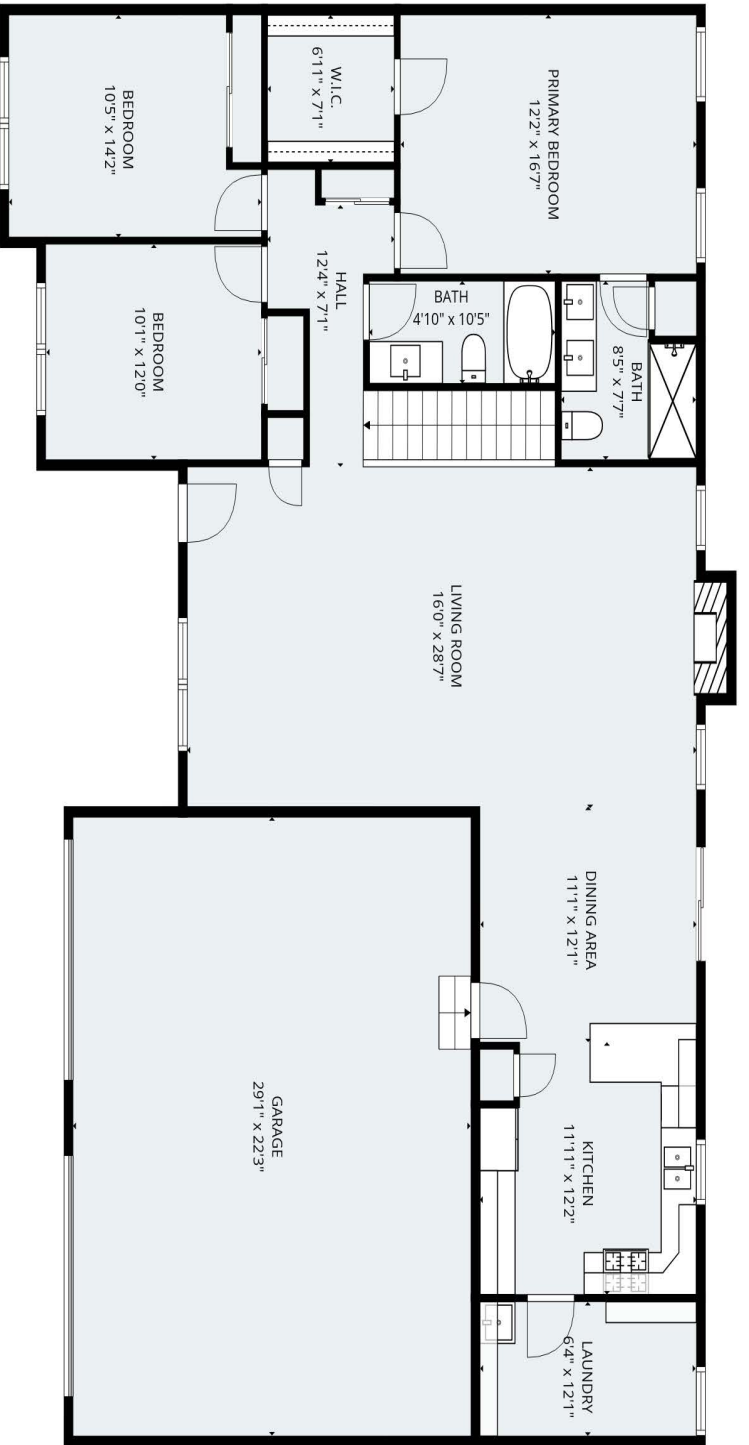 PRIMARY BEDROOM
12'2" x 16'7"
W.I.C.
6'11" x 7'1"
BEDROOM
10'5" x 14'2"
HALL
12'4" x 7'1"
BATH
4'10" x 10'5"
BATH
8'5" x 7'7"
BEDROOM
10'1" x 12'0"
LIVING ROOM
16'0" x 28'7"
DINING AREA
11'1" x 12'1"
GARAGE
29'1" x 22'3"
KITCHEN
11'11" x 12'2"
LAUNDRY
6'4" x 12'1"